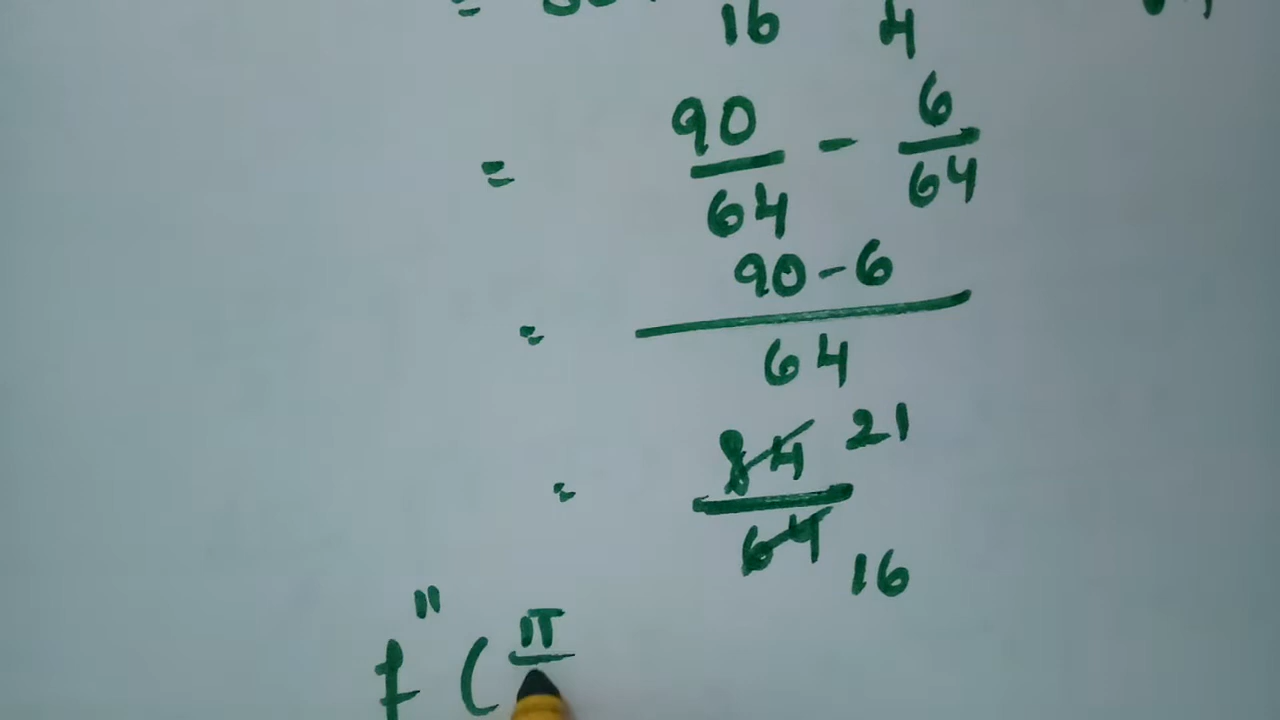 = 16 4
= 90/64 - 6/64
= 90-6/64
= 84/64 21/16
f"(π